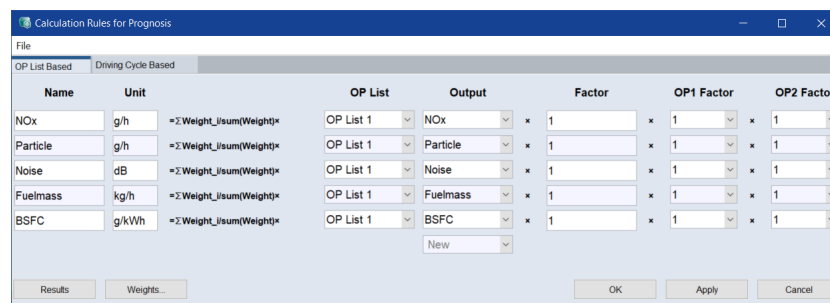 Calculation Rules for Prognosis
File
OP List Based Driving Cycle Based
Name Unit OP List Output Factor OP1 Factor OP2 Facto
NOx g/h =ΣWeight_i/sum(Weight)× OP List 1 NOx × 1 × 1 × 1
Particle g/h =ΣWeight_i/sum(Weight)× OP List 1 Particle × 1 × 1 × 1
Noise dB =ΣWeight_i/sum(Weight)× OP List 1 Noise × 1 × 1 × 1
Fuelmass kg/h =ΣWeight_i/sum(Weight)× OP List 1 Fuelmass × 1 × 1 × 1
BSFC g/kWh =ΣWeight_i/sum(Weight)× OP List 1 BSFC × 1 × 1 × 1
New
Results Weights... OK Apply Cancel